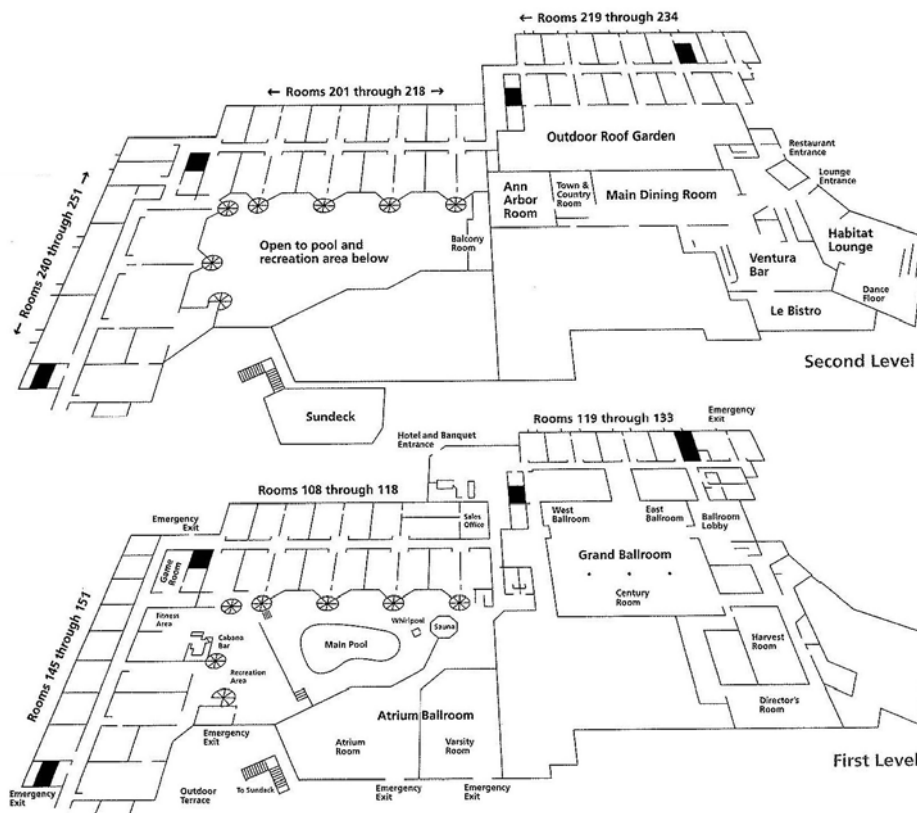 ← Rooms 219 through 234
← Rooms 201 through 218 →
Outdoor Roof Garden
Restaurant
Entrance
Lounge
Entrance
Ann
Arbor
Room
Town &
Country
Room
Main Dining Room
← Rooms 240 through 251 →
Open to pool and
recreation area below
Balcony
Room
Habitat
Lounge
Ventura
Bar
Dance
Floor
Le Bistro
Second Level
Sundeck
Rooms 119 through 133
Emergency
Exit
Hotel and Banquet
Entrance
Rooms 108 through 118
Sales
Office
West
Ballroom
East
Ballroom
Ballroom
Lobby
Emergency
Exit
Grand Ballroom
Game
Room
Century
Room
Rooms 145 through 151
Fitness
Area
Whirlpool
Sauna
Cabana
Bar
Main Pool
Harvest
Room
Recreation
Area
Director's
Room
Atrium Ballroom
Emergency
Exit
Atrium
Room
Varsity
Room
First Level
Emergency
Exit
Outdoor
Terrace
To Sundeck
Emergency
Exit
Emergency
Exit